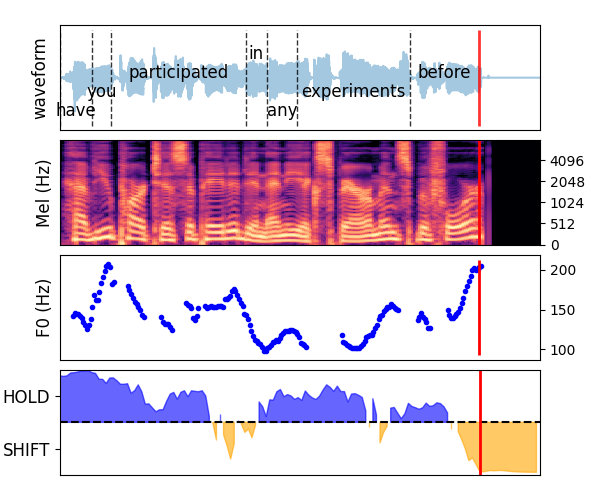 waveform
in
participated
before
you
experiments
have
any
Mel (Hz)
4096
2048
1024
512
0
F0 (Hz)
200
150
100
HOLD
SHIFT